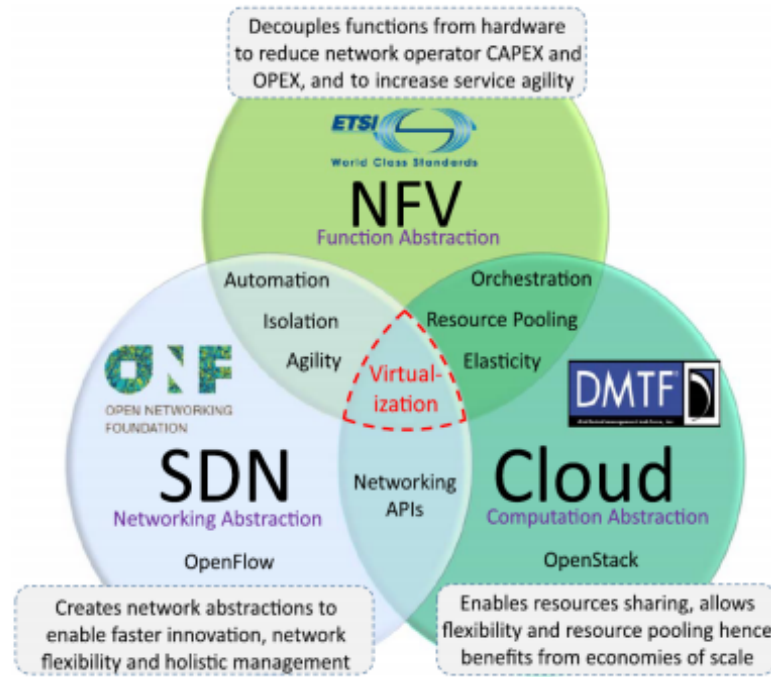 Decouples functions from hardware
to reduce network operator CAPEX and
OPEX, and to increase service agility
ETSI
World Class Standards
NFV
Function Abstraction
Automation
Isolation
Agility
Orchestration
Resource Pooling
Elasticity
Virtual-
ization
ONF
OPEN NETWORKING
FOUNDATION
SDN
Networking Abstraction
OpenFlow
Networking
APIs
DMTF
Cloud
Computation Abstraction
OpenStack
Creates network abstractions to
enable faster innovation, network
flexibility and holistic management
Enables resources sharing, allows
flexibility and resource pooling hence
benefits from economies of scale